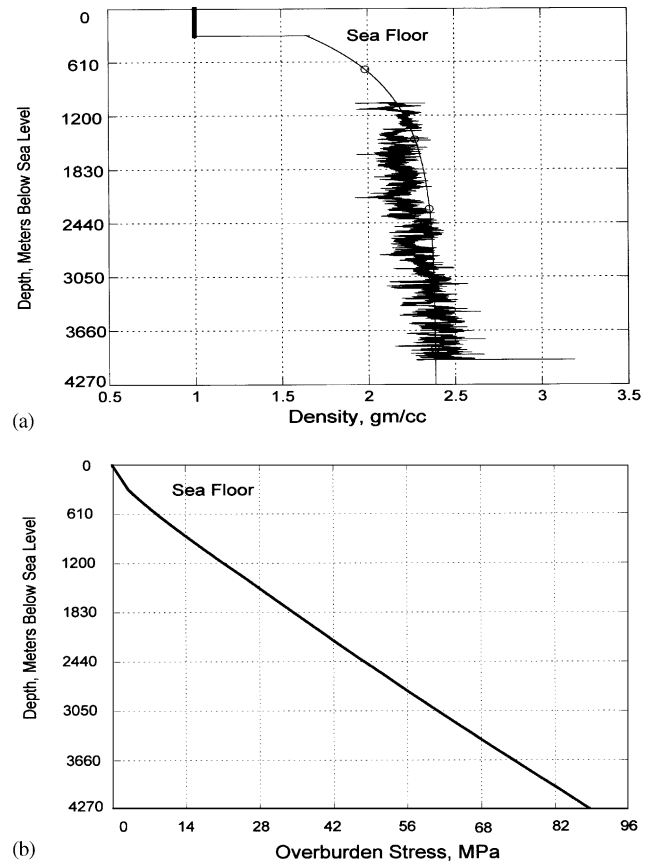 0
610
1200
1830
2440
3050
3660
4270
Depth, Meters Below Sea Level
Sea Floor
0.5 1 1.5 2 2.5 3 3.5
Density, gm/cc
(a)
0
610
1200
1830
2440
3050
3660
4270
Depth, Meters Below Sea Level
Sea Floor
0 14 28 42 56 68 82 96
Overburden Stress, MPa
(b)